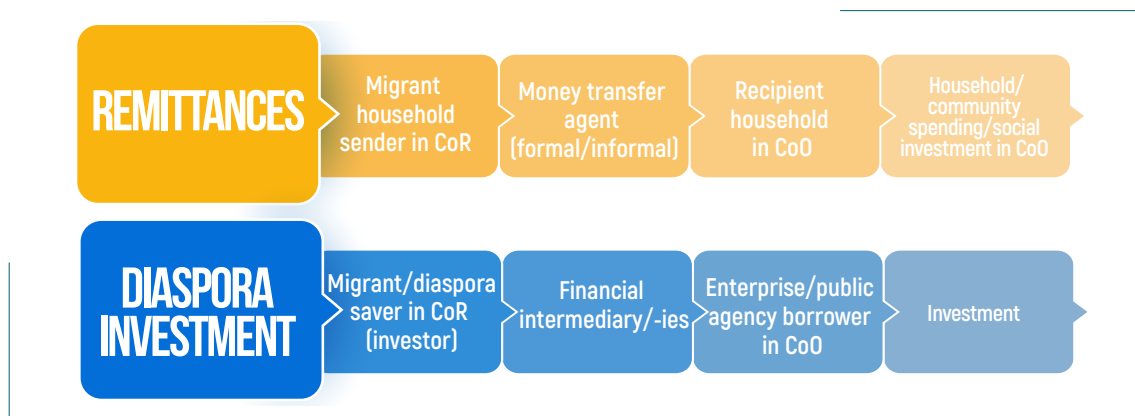 REMITTANCES
Migrant
household
sender in CoR
Money transfer
agent
(formal/informal)
Recipient
household
in CoO
Household/
community
spending/social
investment in CoO
DIASPORA
INVESTMENT
Migrant/diaspora
saver in CoR
(investor)
Financial
intermediary/-ies
Enterprise/public
agency borrower
in CoO
Investment